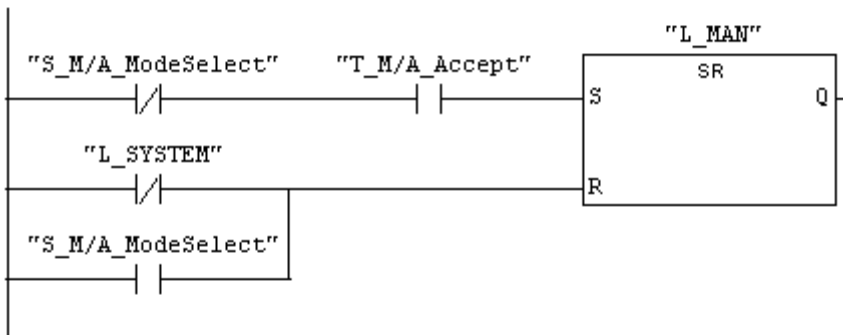 "L_MAN"
"S_M/A_ModeSelect" "T_M/A_Accept" SR
S Q
"L_SYSTEM"
R
"S_M/A_ModeSelect"